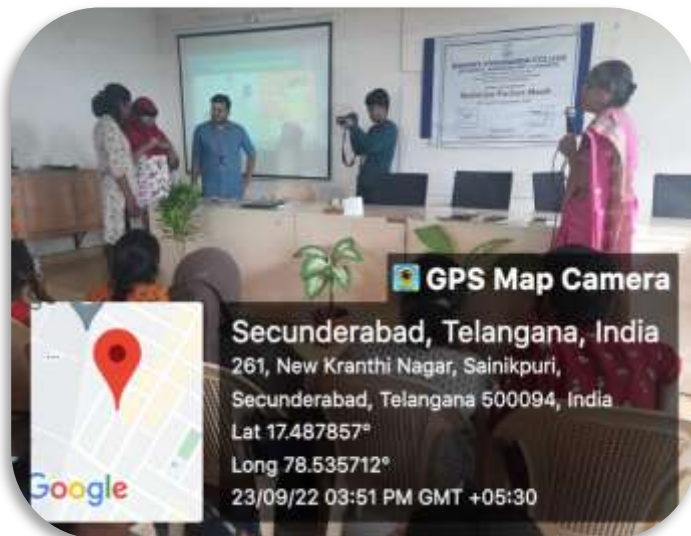 GPS Map Camera
Secunderabad, Telangana, India
261, New Kranthi Nagar, Sainikpuri,
Secunderabad, Telangana 500094, India
Lat 17.487857°
Long 78.535712°
23/09/22 03:51 PM GMT +05:30
Google